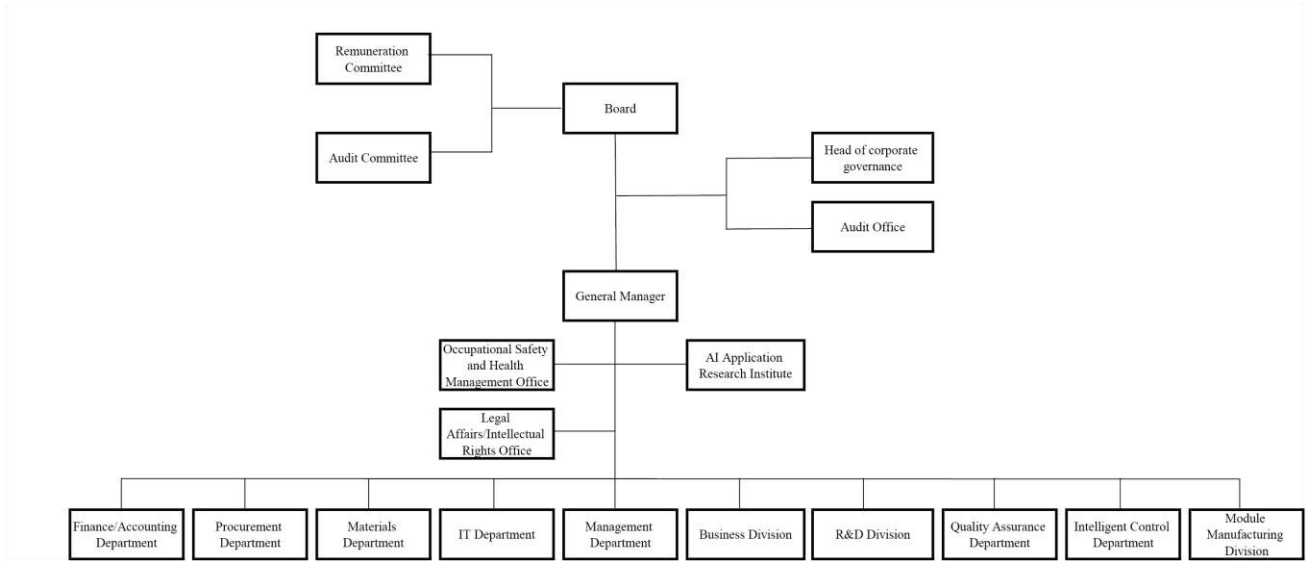 Remuneration
Committee
Board
Audit Committee
Head of corporate
governance
Audit Office
General Manager
Occupational Safety
and Health
Management Office
AI Application
Research Institute
Legal
Affairs/Intellectual
Rights Office
Finance/Accounting
Department
Procurement
Department
Materials
Department
IT Department
Management
Department
Business Division
R&D Division
Quality Assurance
Department
Intelligent Control
Department
Module
Manufacturing
Division